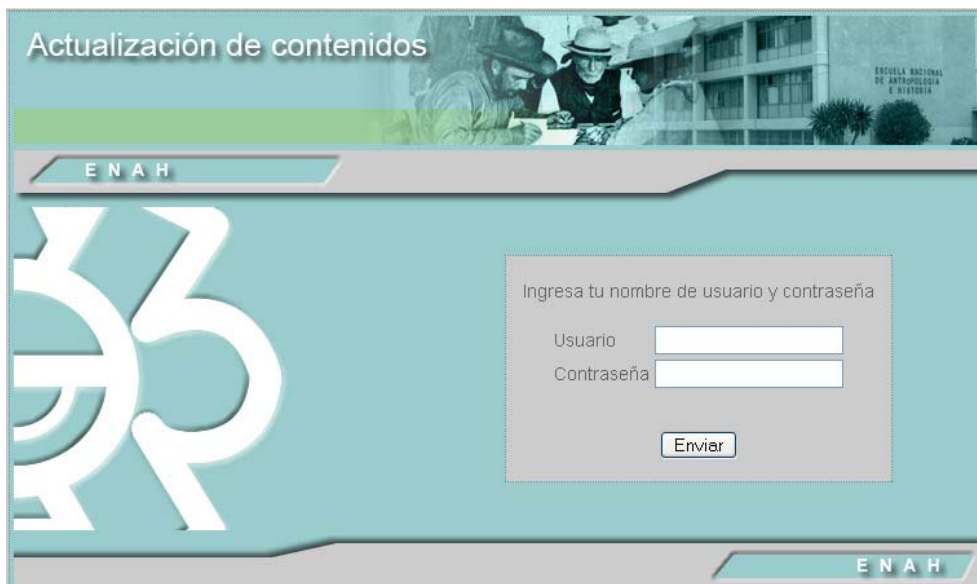 Actualización de contenidos
ESCUELA NACIONAL
DE ANTROPOLOGIA
E HISTORIA
ENAH
Ingresa tu nombre de usuario y contraseña
Usuario
Contraseña
Enviar
ENAH